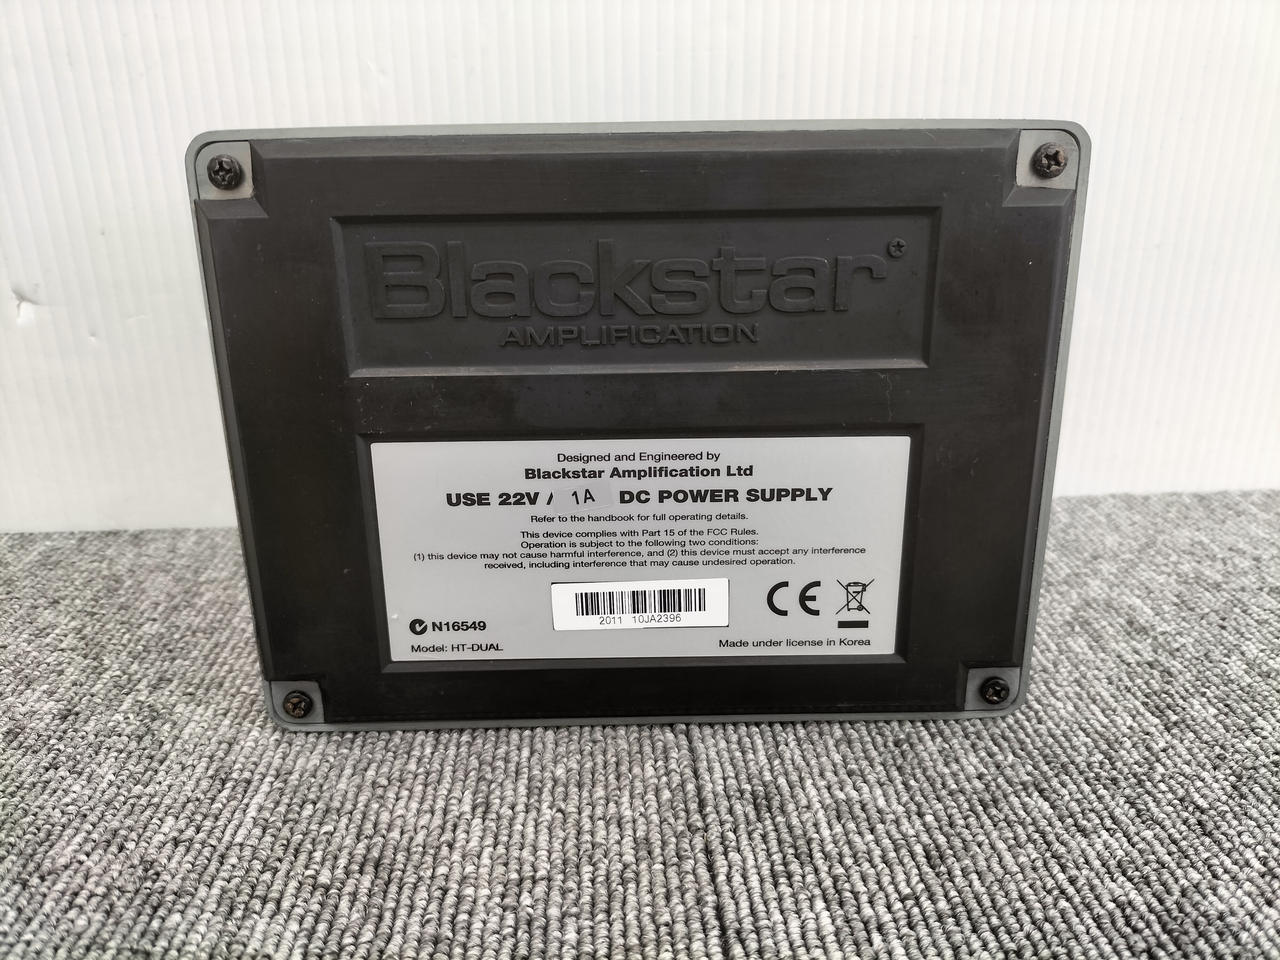 Blackstar
AMPLIFICATION
Designed and Engineered by
Blackstar Amplification Ltd
USE 22V / 1A DC POWER SUPPLY
Refer to the handbook for full operating details.
This device complies with Part 15 of the FCC Rules.
Operation is subject to the following two conditions:
(1) this device may not cause harmful interference, and (2) this device must accept any interference
received, including interference that may cause undesired operation.
2011 10JA2396
CE
N16549
Model: HT-DUAL
Made under license in Korea